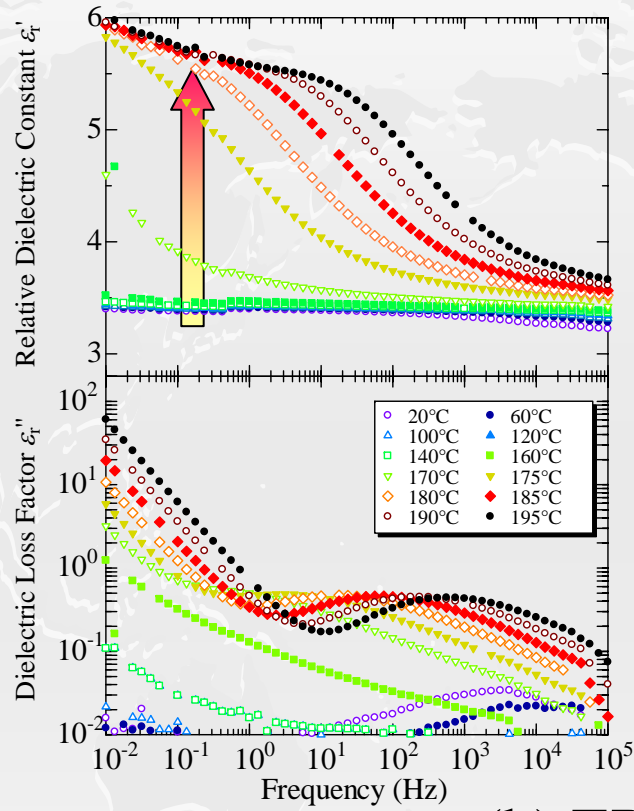 Relative Dielectric Constant εr'
6
5
4
3
Dielectric Loss Factor εr''
10²
10¹
10⁰
10⁻¹
10⁻²
20°C 60°C
100°C 120°C
140°C 160°C
170°C 175°C
180°C 185°C
190°C 195°C
10⁻² 10⁻¹ 10⁰ 10¹ 10² 10³ 10⁴ 10⁵
Frequency (Hz)